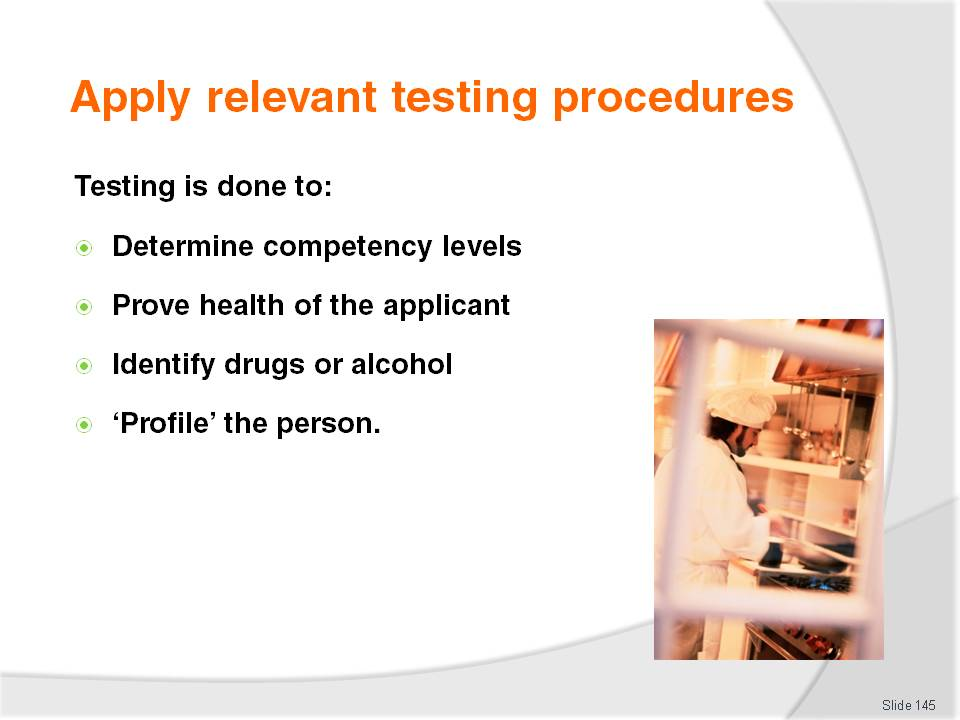 Apply relevant testing procedures
Testing is done to:
Determine competency levels
Prove health of the applicant
Identify drugs or alcohol
‘Profile’ the person.
Slide 145